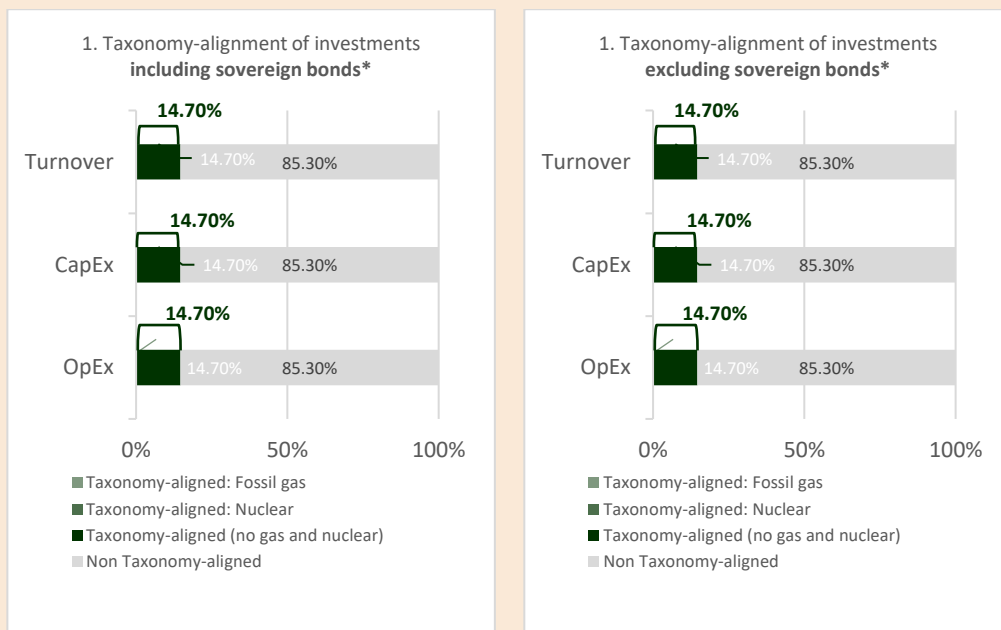 1. Taxonomy-alignment of investments
including sovereign bonds*
14.70%
Turnover
14.70%
85.30%
14.70%
CapEx
14.70%
85.30%
14.70%
OpEx
14.70%
85.30%
0%
50%
100%
Taxonomy-aligned: Fossil gas
Taxonomy-aligned: Nuclear
Taxonomy-aligned (no gas and nuclear)
Non Taxonomy-aligned
1. Taxonomy-alignment of investments
excluding sovereign bonds*
14.70%
Turnover
14.70%
85.30%
14.70%
CapEx
14.70%
85.30%
14.70%
OpEx
14.70%
85.30%
0%
50%
100%
Taxonomy-aligned: Fossil gas
Taxonomy-aligned: Nuclear
Taxonomy-aligned (no gas and nuclear)
Non Taxonomy-aligned